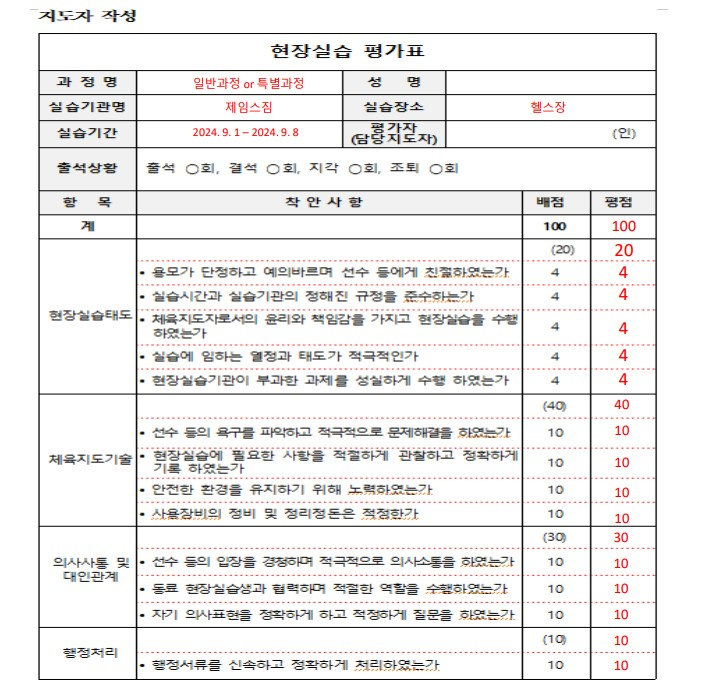 지도자 작성
현장실습 평가표
과 정 명 일반과정 or 특별과정 성 명
실습기관명 제임스짐 실습장소 헬스장
실습기간 2024. 9. 1 – 2024. 9. 8 평가자 (담당지도자) (인)
출석상황 출석 ○회, 결석 ○회, 지각 ○회, 조퇴 ○회
항 목 착 안 사 항 배점 평점
계 100 100
현장실습태도 (20) 20
• 용모가 단정하고 예의바르며 선수 등에게 친절하였는가 4 4
• 실습시간과 실습기관의 정해진 규정을 준수하는가 4 4
• 체육지도자로서의 윤리와 책임감을 가지고 현장실습을 수행
하였는가 4 4
• 실습에 임하는 열정과 태도가 적극적인가 4 4
• 현장실습기관이 부과한 과제를 성실하게 수행 하였는가 4 4
체육지도기술 (40) 40
• 선수 등의 욕구를 파악하고 적극적으로 문제해결을 하였는가 10 10
• 현장실습에 필요한 사항을 적절하게 관찰하고 정확하게
기록 하였는가 10 10
• 안전한 환경을 유지하기 위해 노력하였는가 10 10
• 사용장비의 정비 및 정리정돈은 적정한가 10 10
의사사통 및
대인관계 (30) 30
• 선수 등의 입장을 경청하며 적극적으로 의사소통을 하였는가 10 10
• 동료 현장실습생과 협력하며 적절한 역할을 수행하였는가 10 10
• 자기 의사표현을 정확하게 하고 적정하게 질문을 하였는가 10 10
행정처리 (10) 10
• 행정서류를 신속하고 정확하게 처리하였는가 10 10